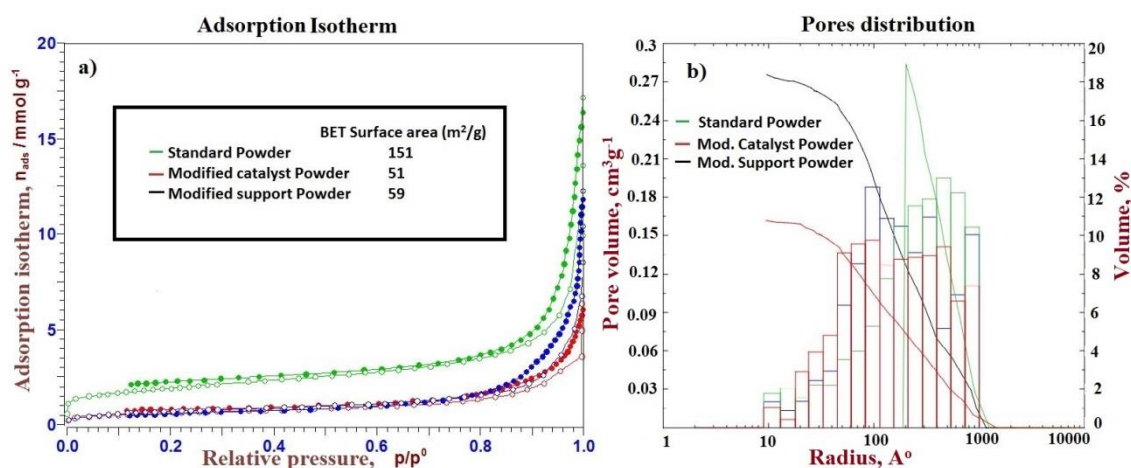 Adsorption Isotherm
a)
20
15
10
5
0
Adsorption isotherm, n_ads / mmol g⁻¹
BET Surface area (m²/g)
Standard Powder 151
Modified catalyst Powder 51
Modified support Powder 59
0.0 0.2 0.4 0.6 0.8 1.0
Relative pressure, p/p⁰
Pores distribution
b)
0.3
0.27
0.24
0.21
0.18
0.15
0.12
0.09
0.06
0.03
Pore volume, cm³g⁻¹
Standard Powder
Mod. Catalyst Powder
Mod. Support Powder
20
18
16
14
12
10
8
6
4
2
0
Volume, %
1 10 100 1000 10000
Radius, A°